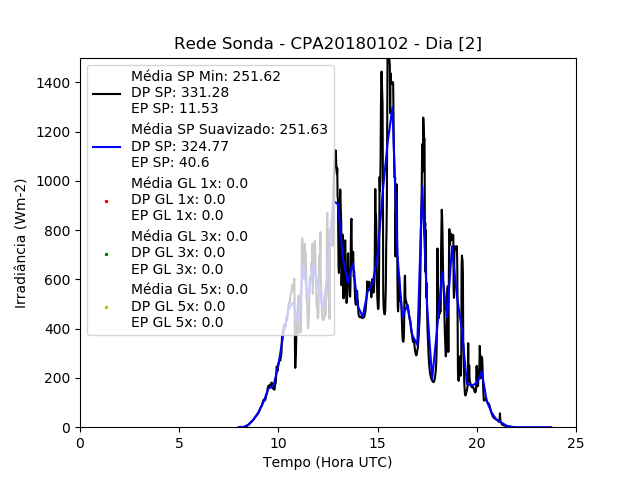 Rede Sonda - CPA20180102 - Dia [2]
Média SP Min: 251.62
DP SP: 331.28
EP SP: 11.53
Média SP Suavizado: 251.63
DP SP: 324.77
EP SP: 40.6
Média GL 1x: 0.0
DP GL 1x: 0.0
EP GL 1x: 0.0
Média GL 3x: 0.0
DP GL 3x: 0.0
EP GL 3x: 0.0
Média GL 5x: 0.0
DP GL 5x: 0.0
EP GL 5x: 0.0
Irradiância (Wm-2)
1400
1200
1000
800
600
400
200
0
0 5 10 15 20 25
Tempo (Hora UTC)